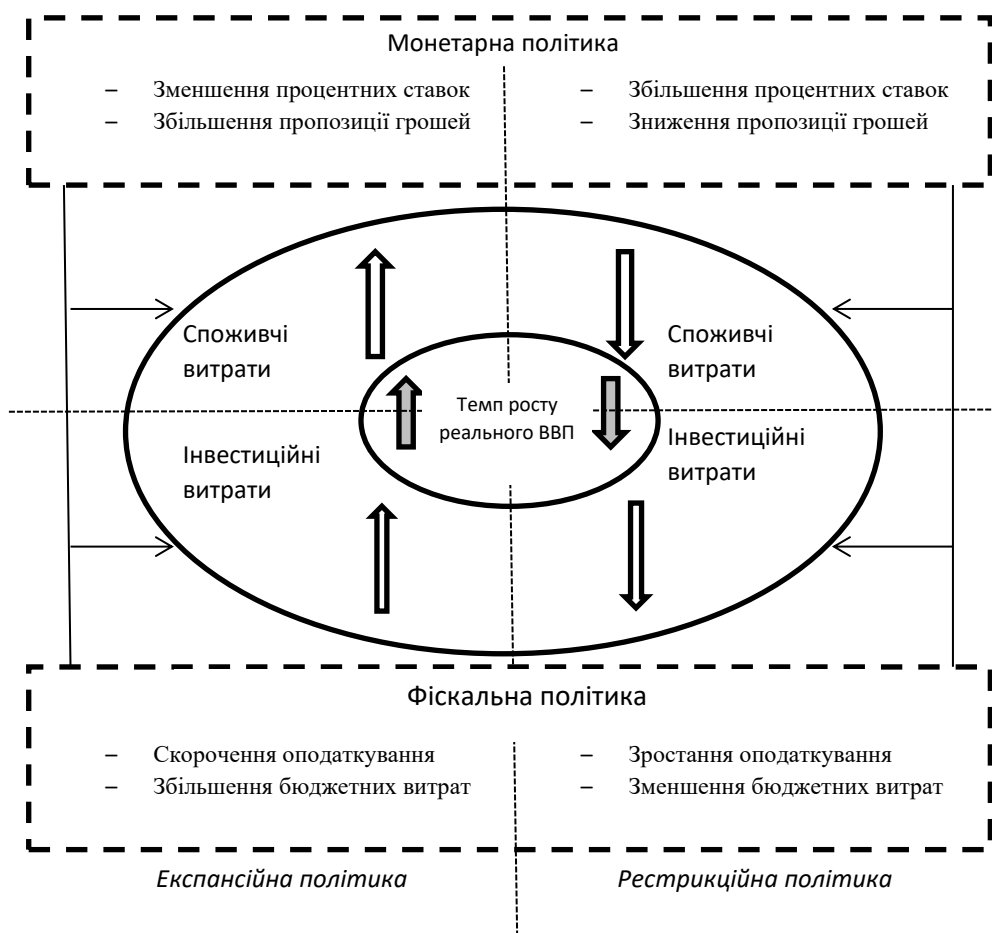 Монетарна політика
– Зменшення процентних ставок
– Збільшення пропозиції грошей
– Збільшення процентних ставок
– Зниження пропозиції грошей
Споживчі
витрати
Споживчі
витрати
Темп росту
реального ВВП
Інвестиційні
витрати
Інвестиційні
витрати
Фіскальна політика
– Скорочення оподаткування
– Збільшення бюджетних витрат
– Зростання оподаткування
– Зменшення бюджетних витрат
Експансійна політика
Рестрикційна політика